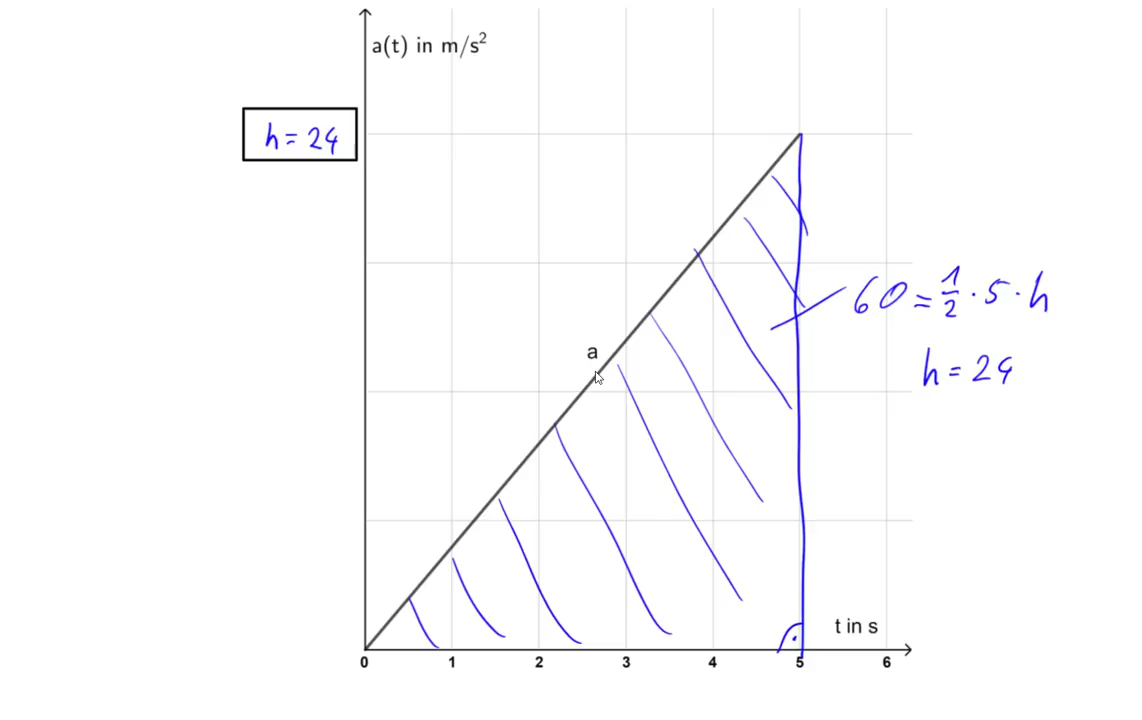 a(t) in m/s²
h = 24
60 = 1/2 · 5 · h
h = 24
a
t in s
0 1 2 3 4 5 6